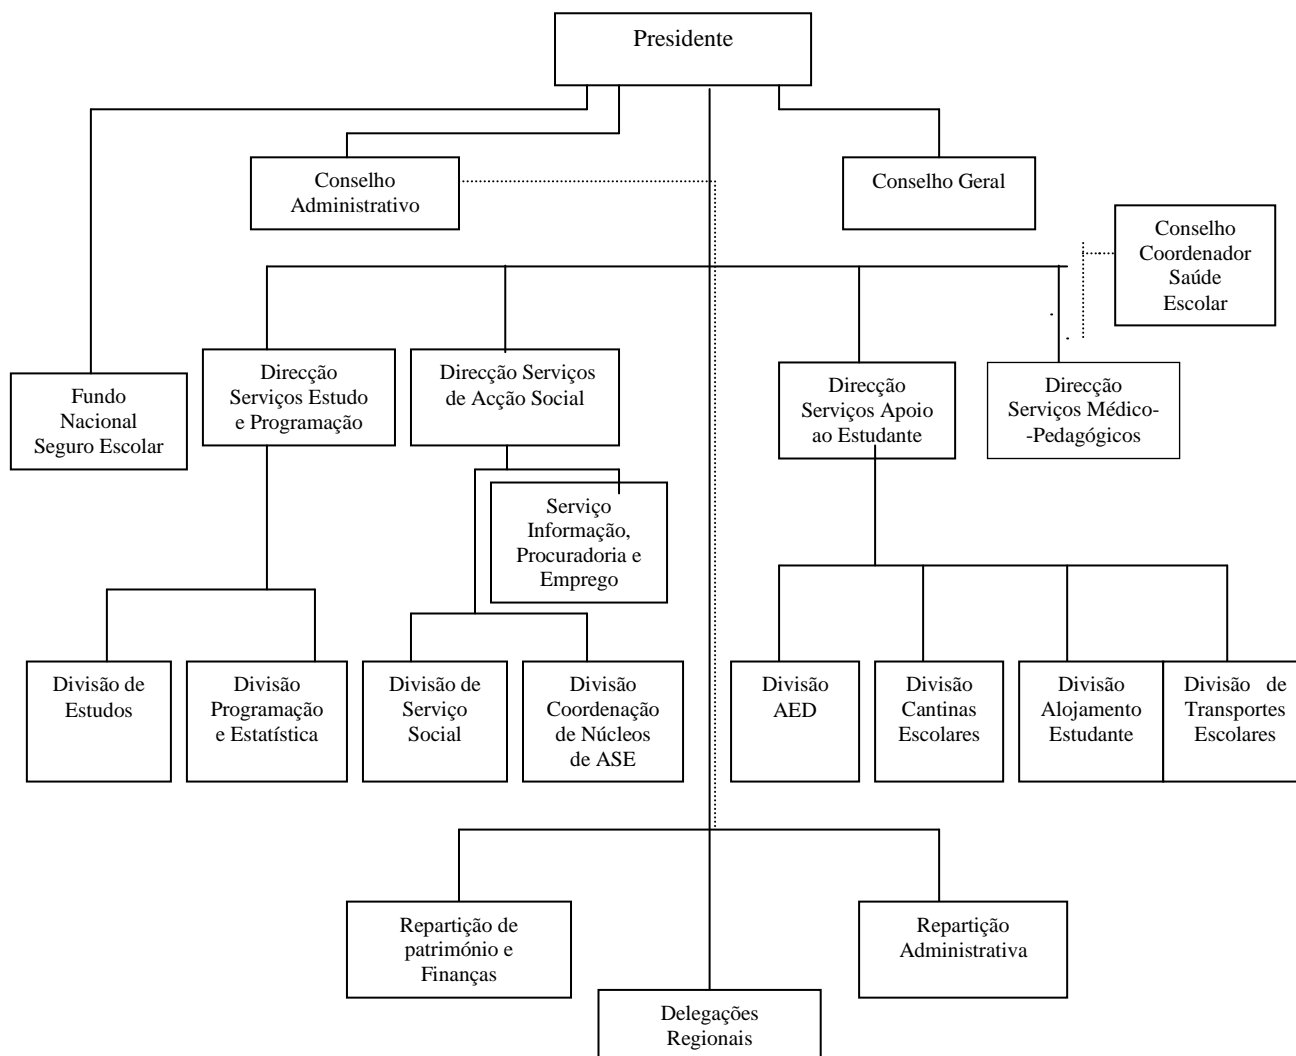 Presidente
Conselho
Administrativo
Conselho Geral
Conselho
Coordenador
Saúde
Escolar
Fundo
Nacional
Seguro Escolar
Direcção
Serviços Estudo
e Programação
Direcção Serviços
de Acção Social
Direcção
Serviços Apoio
ao Estudante
Direcção
Serviços Médico-
-Pedagógicos
Serviço
Informação,
Procuradoria e
Emprego
Divisão de
Estudos
Divisão
Programação
e Estatística
Divisão de
Serviço
Social
Divisão
Coordenação
de Núcleos
de ASE
Divisão
AED
Divisão
Cantinas
Escolares
Divisão
Alojamento
Estudante
Divisão de
Transportes
Escolares
Repartição de
património e
Finanças
Repartição
Administrativa
Delegações
Regionais